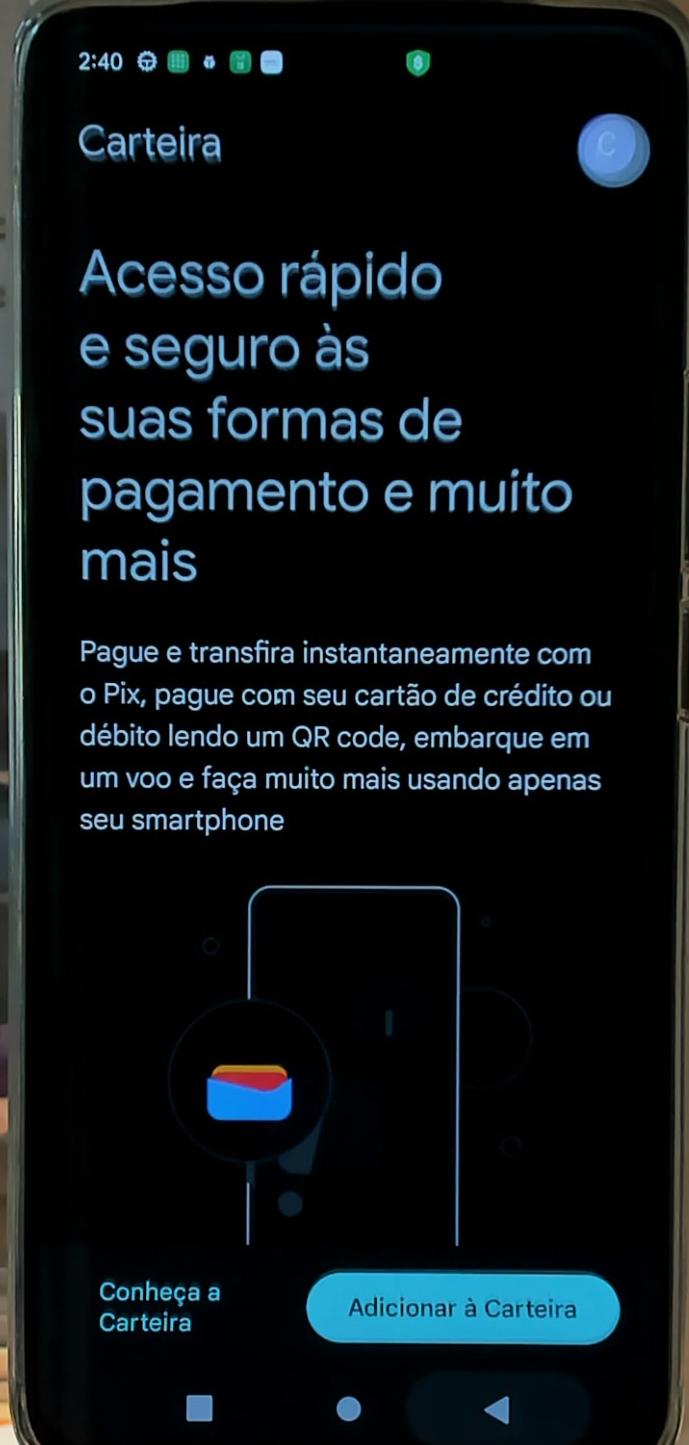 2:40
Carteira
C
Acesso rápido
e seguro às
suas formas de
pagamento e muito
mais
Pague e transfira instantaneamente com
o Pix, pague com seu cartão de crédito ou
débito lendo um QR code, embarque em
um voo e faça muito mais usando apenas
seu smartphone
Conheça a
Carteira
Adicionar à Carteira